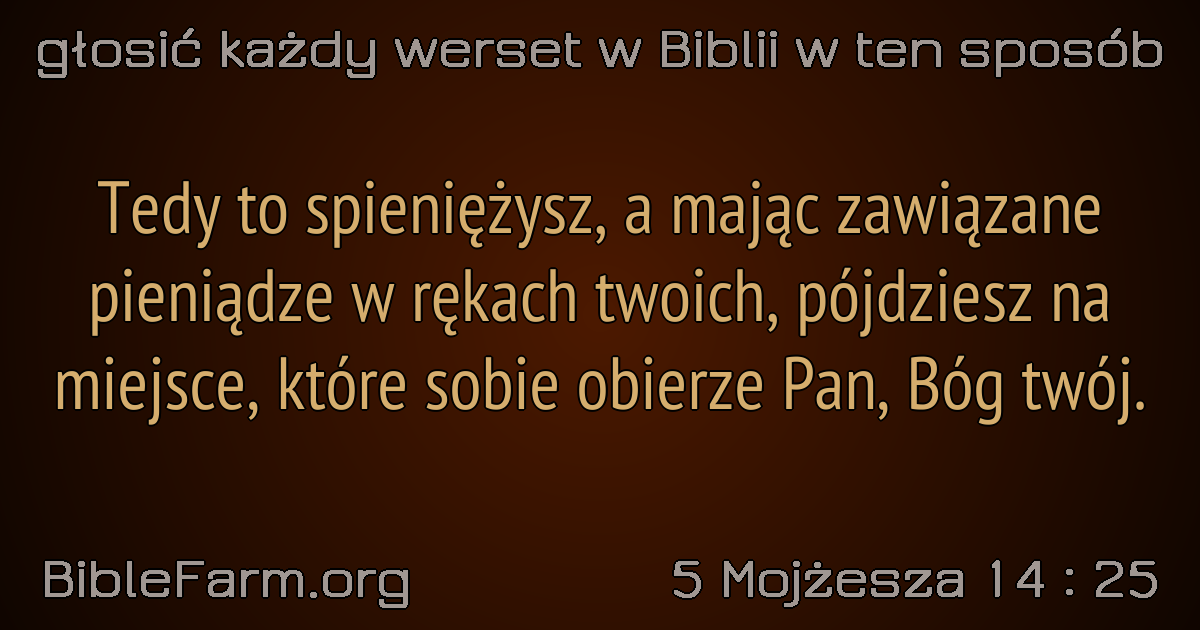 głosić każdy werset w Biblii w ten sposób
Tedy to spieniężysz, a mając zawiązane
pieniądze w rękach twoich, pójdziesz na
miejsce, które sobie obierze Pan, Bóg twój.
BibleFarm.org
5 Mojżesza 14 : 25